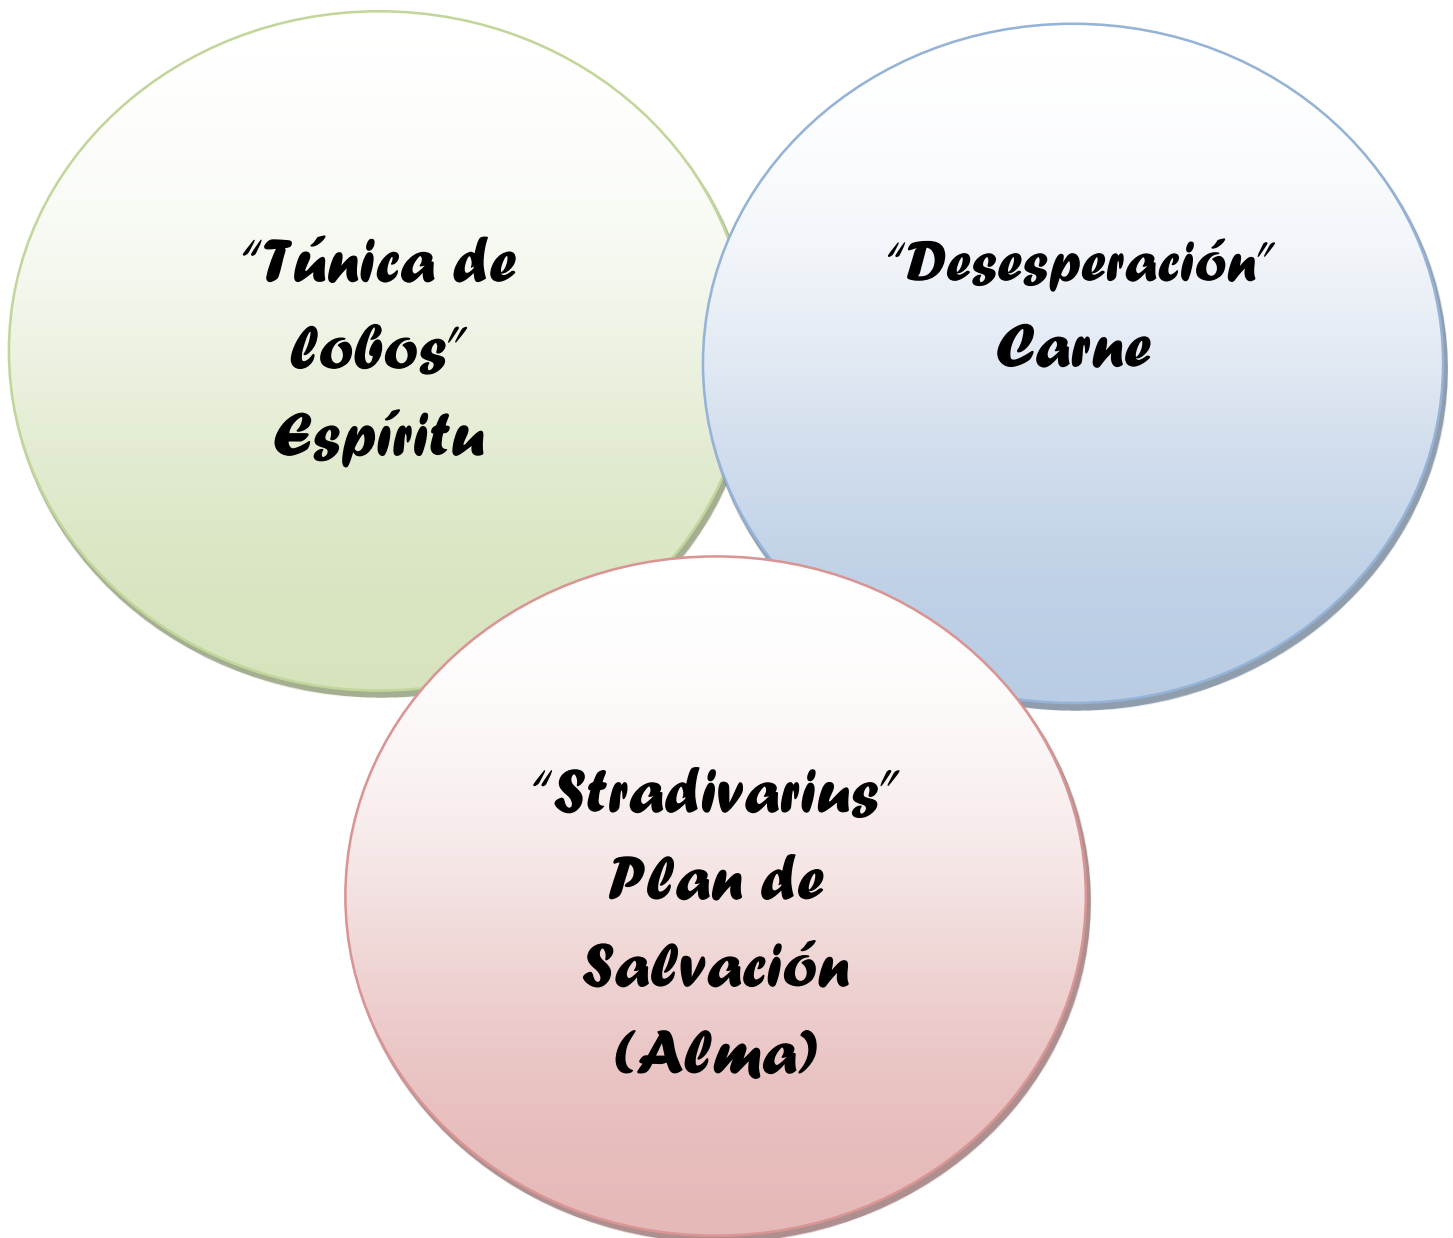 “Túnica de
lobos”
Espíritu
“Desesperación”
Carne
“Stradivarius”
Plan de
Salvación
(Alma)